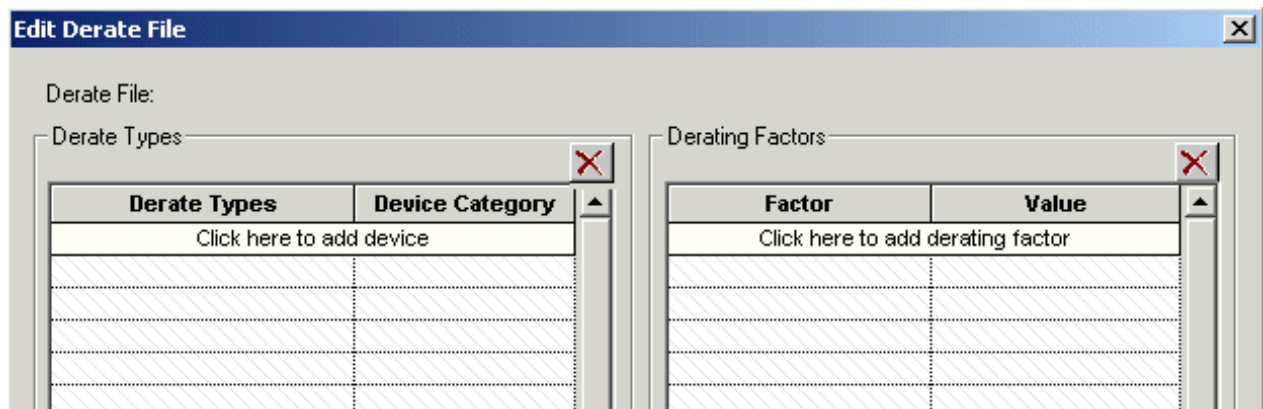 Edit Derate File
Derate File:
Derate Types
Derating Factors
Derate Types Device Category
Click here to add device
Factor Value
Click here to add derating factor